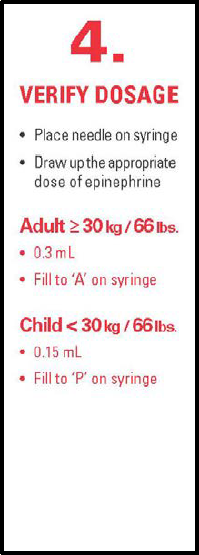 4.
VERIFY DOSAGE
• Place needle on syringe
• Draw up the appropriate
dose of epinephrine
Adult ≥ 30 kg / 66 lbs.
• 0.3 mL
• Fill to ‘A’ on syringe
Child < 30 kg / 66 lbs.
• 0.15 mL
• Fill to ‘P’ on syringe